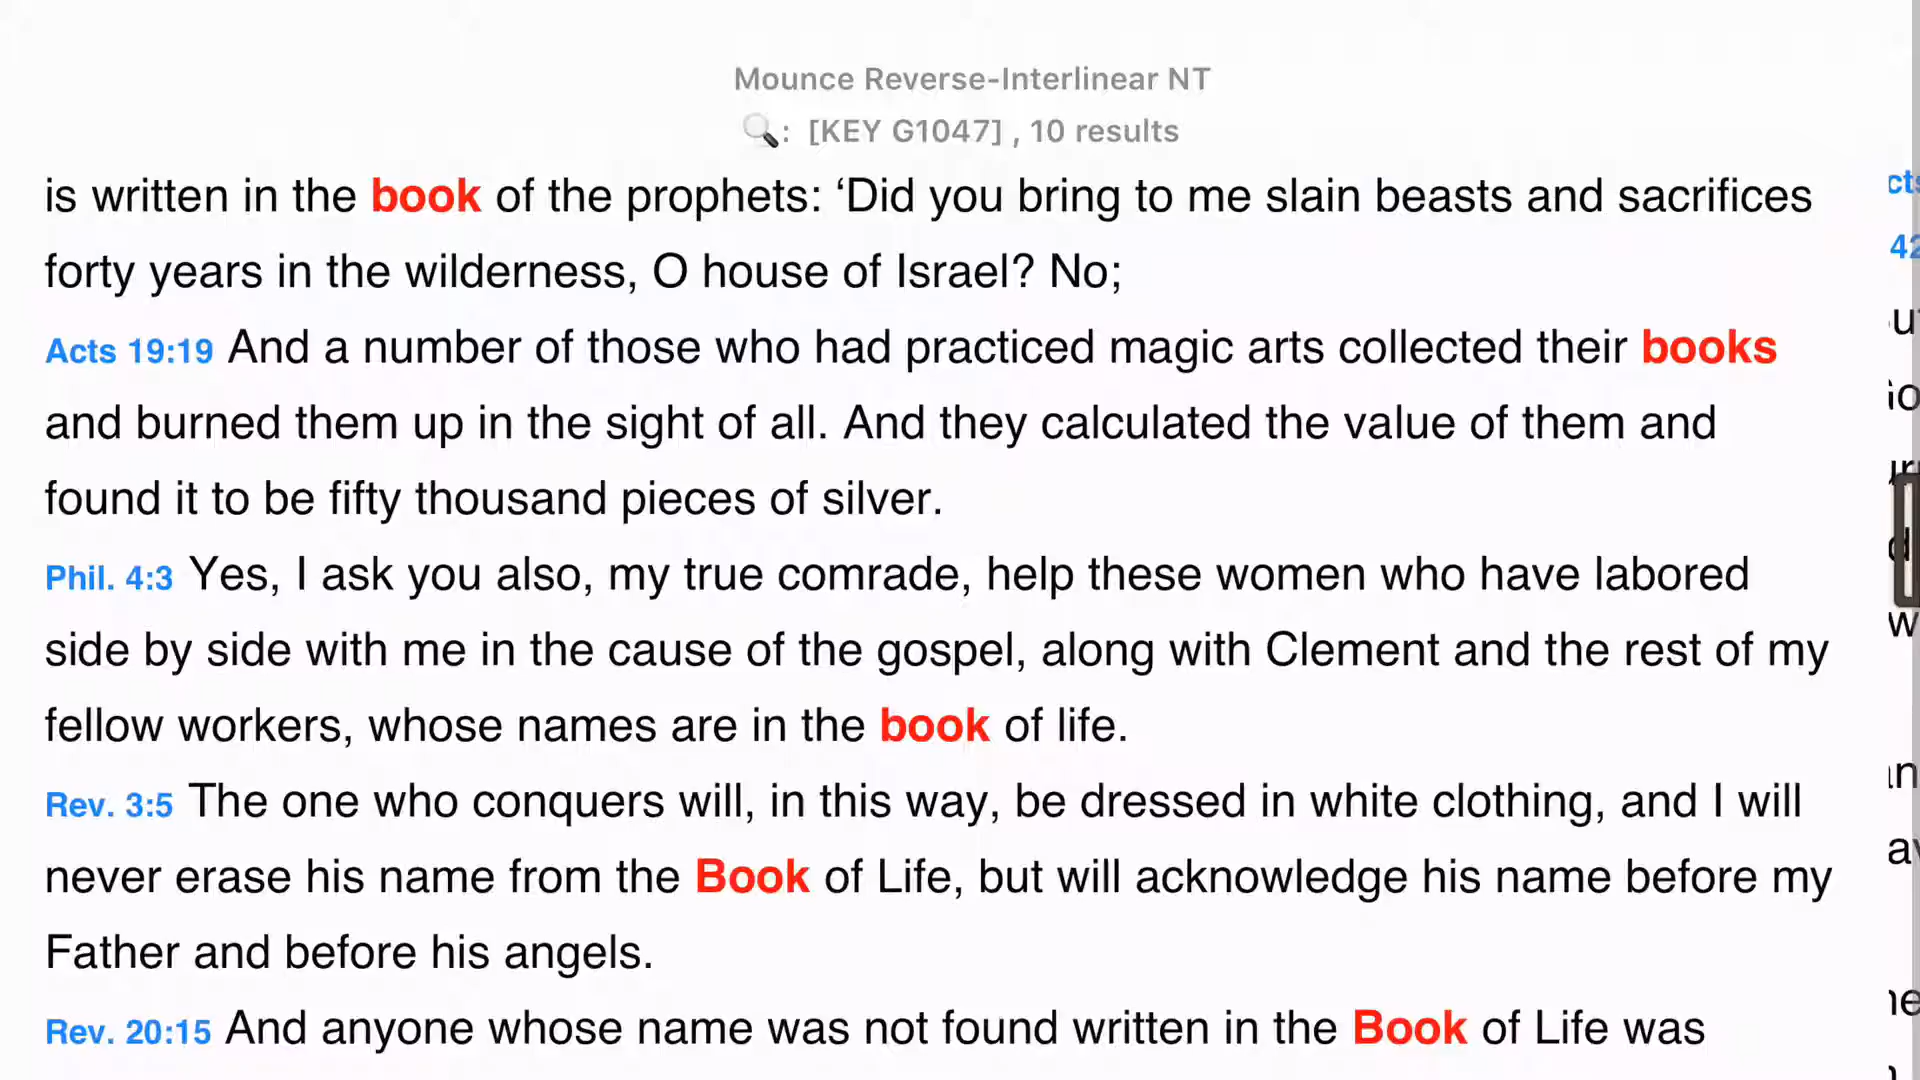 Mounce Reverse-Interlinear NT
🔍: [KEY G1047] , 10 results
is written in the book of the prophets: ‘Did you bring to me slain beasts and sacrifices
forty years in the wilderness, O house of Israel? No;
Acts 19:19 And a number of those who had practiced magic arts collected their books
and burned them up in the sight of all. And they calculated the value of them and
found it to be fifty thousand pieces of silver.
Phil. 4:3 Yes, I ask you also, my true comrade, help these women who have labored
side by side with me in the cause of the gospel, along with Clement and the rest of my
fellow workers, whose names are in the book of life.
Rev. 3:5 The one who conquers will, in this way, be dressed in white clothing, and I will
never erase his name from the Book of Life, but will acknowledge his name before my
Father and before his angels.
Rev. 20:15 And anyone whose name was not found written in the Book of Life was